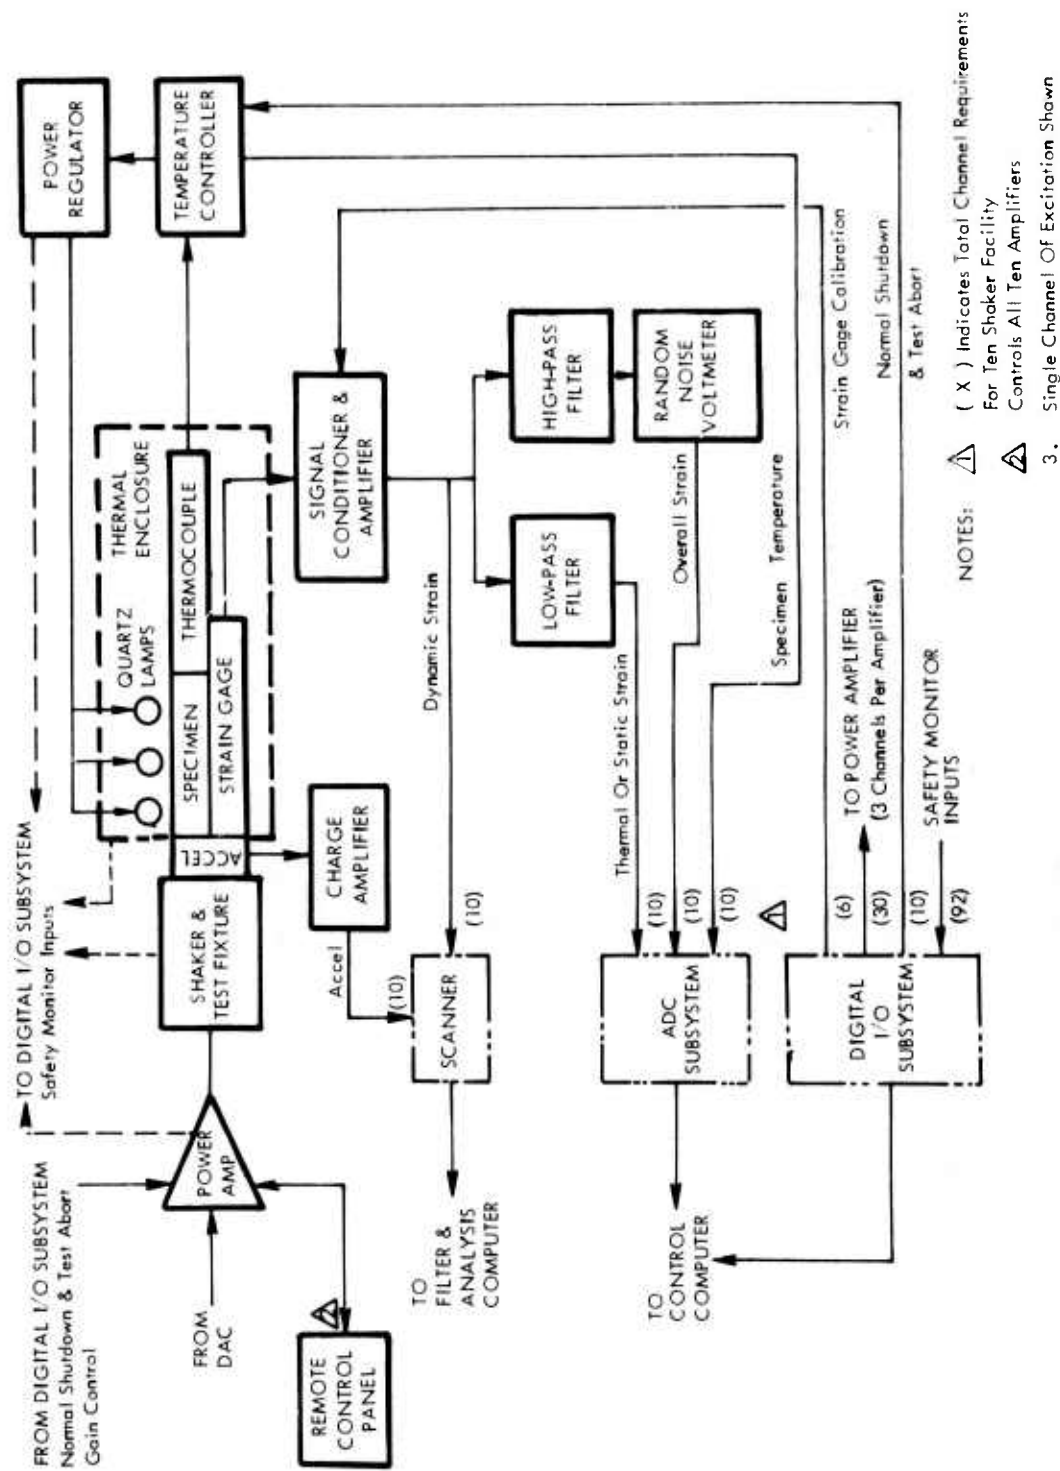 FROM DIGITAL I/O SUBSYSTEM
Normal Shutdown & Test Abort
Gain Control
TO DIGITAL I/O SUBSYSTEM
Safety Monitor Inputs
POWER
REGULATOR
QUARTZ
LAMPS
THERMAL
ENCLOSURE
POWER
AMP
SHAKER &
TEST FIXTURE
ACCEL
SPECIMEN
THERMOCOUPLE
STRAIN GAGE
TEMPERATURE
CONTROLLER
FROM
DAC
2
REMOTE
CONTROL
PANEL
CHARGE
AMPLIFIER
Accel
(10)
SIGNAL
CONDITIONER &
AMPLIFIER
TO
FILTER &
ANALYSIS
COMPUTER
SCANNER
(10)
Dynamic Strain
LOW-PASS
FILTER
HIGH-PASS
FILTER
RANDOM
NOISE
VOLTMETER
Thermal Or Static Strain
Overall Strain
Specimen Temperature
TO
CONTROL
COMPUTER
ADC
SUBSYSTEM
(10)
(10)
(10)
1
Strain Gage Calibration
Normal Shutdown
& Test Abort
DIGITAL
I/O
SUBSYSTEM
(6)
(30)
(10)
(92)
TO POWER AMPLIFIER
(3 Channels Per Amplifier)
SAFETY MONITOR
INPUTS
NOTES:
1 ( X ) Indicates Total Channel Requirements
For Ten Shaker Facility
2 Controls All Ten Amplifiers
3. Single Channel Of Excitation Shown